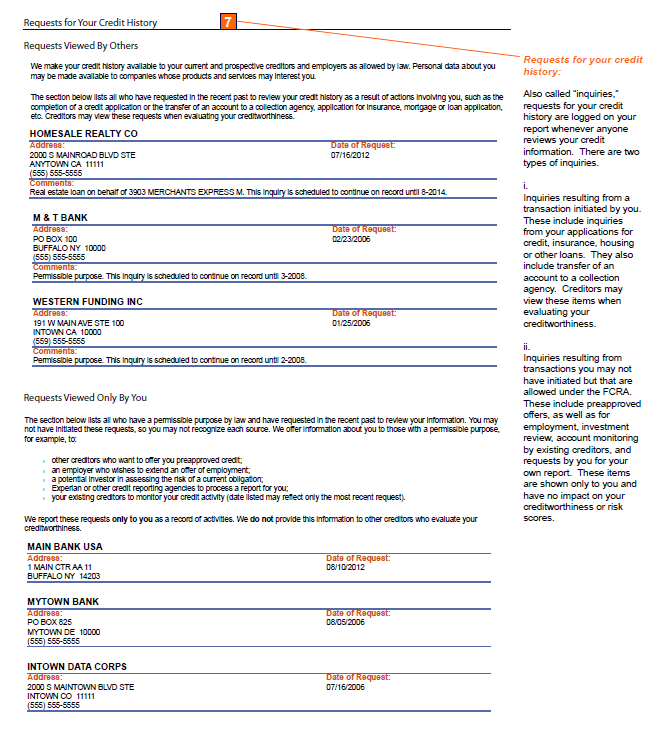 Requests for Your Credit History
7
Requests Viewed By Others
We make your credit history available to your current and prospective creditors and employers as allowed by law. Personal data about you
may be made available to companies whose products and services may interest you.
The section below lists all who have requested in the recent past to review your credit history as a result of actions involving you, such as the
completion of a credit application or the transfer of an account to a collection agency, application for insurance, mortgage or loan application,
etc. Creditors may view these requests when evaluating your creditworthiness.
HOMESALE REALTY CO
Address: Date of Request:
2000 S MAINROAD BLVD STE 07/16/2012
ANYTOWN CA 11111
(555) 555-5555
Comments:
Real estate loan on behalf of 3903 MERCHANTS EXPRESS M. This inquiry is scheduled to continue on record until 8-2014.
M & T BANK
Address: Date of Request:
PO BOX 100 02/23/2006
BUFFALO NY 10000
(555) 555-5555
Comments:
Permissible purpose. This inquiry is scheduled to continue on record until 3-2008.
WESTERN FUNDING INC
Address: Date of Request:
191 W MAIN AVE STE 100 01/25/2006
INTOWN CA 10000
(559) 555-5555
Comments:
Permissible purpose. This inquiry is scheduled to continue on record until 2-2008.
Requests Viewed Only By You
The section below lists all who have a permissible purpose by law and have requested in the recent past to review your information. You may
not have initiated these requests, so you may not recognize each source. We offer information about you to those with a permissible purpose,
for example, to:
other creditors who want to offer you preapproved credit;
an employer who wishes to extend an offer of employment;
a potential investor in assessing the risk of a current obligation;
Experian or other credit reporting agencies to process a report for you;
your existing creditors to monitor your credit activity (date listed may reflect only the most recent request).
We report these requests only to you as a record of activities. We do not provide this information to other creditors who evaluate your
creditworthiness.
MAIN BANK USA
Address: Date of Request:
1 MAIN CTR AA 11 08/10/2012
BUFFALO NY 14203
MYTOWN BANK
Address: Date of Request:
PO BOX 825 08/05/2006
MYTOWN DE 10000
(555) 555-5555
INTOWN DATA CORPS
Address: Date of Request:
2000 S MAINTOWN BLVD STE 07/16/2006
INTOWN CO 11111
(555) 555-5555
Requests for your credit
history:
Also called "inquiries,"
requests for your credit
history are logged on your
report whenever anyone
reviews your credit
information. There are two
types of inquiries.
i.
Inquiries resulting from a
transaction initiated by you.
These include inquiries
from your applications for
credit, insurance, housing
or other loans. They also
include transfer of an
account to a collection
agency. Creditors may
view these items when
evaluating your
creditworthiness.
ii.
Inquiries resulting from
transactions you may not
have initiated but that are
allowed under the FCRA.
These include preapproved
offers, as well as for
employment, investment
review, account monitoring
by existing creditors, and
requests by you for your
own report. These items
are shown only to you and
have no impact on your
creditworthiness or risk
scores.